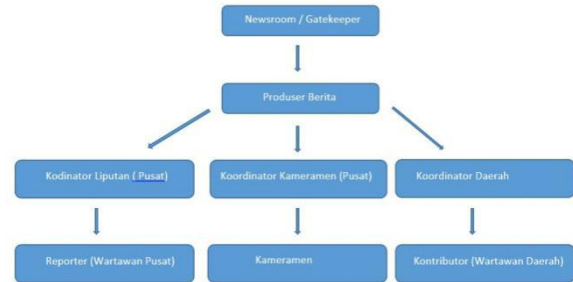 Newsroom / Gatekeeper
Produser Berita
Kodinator Liputan ( Pusat)
Koordinator Kameramen (Pusat)
Koordinator Daerah
Reporter (Wartawan Pusat)
Kameramen
Kontributor (Wartawan Daerah)